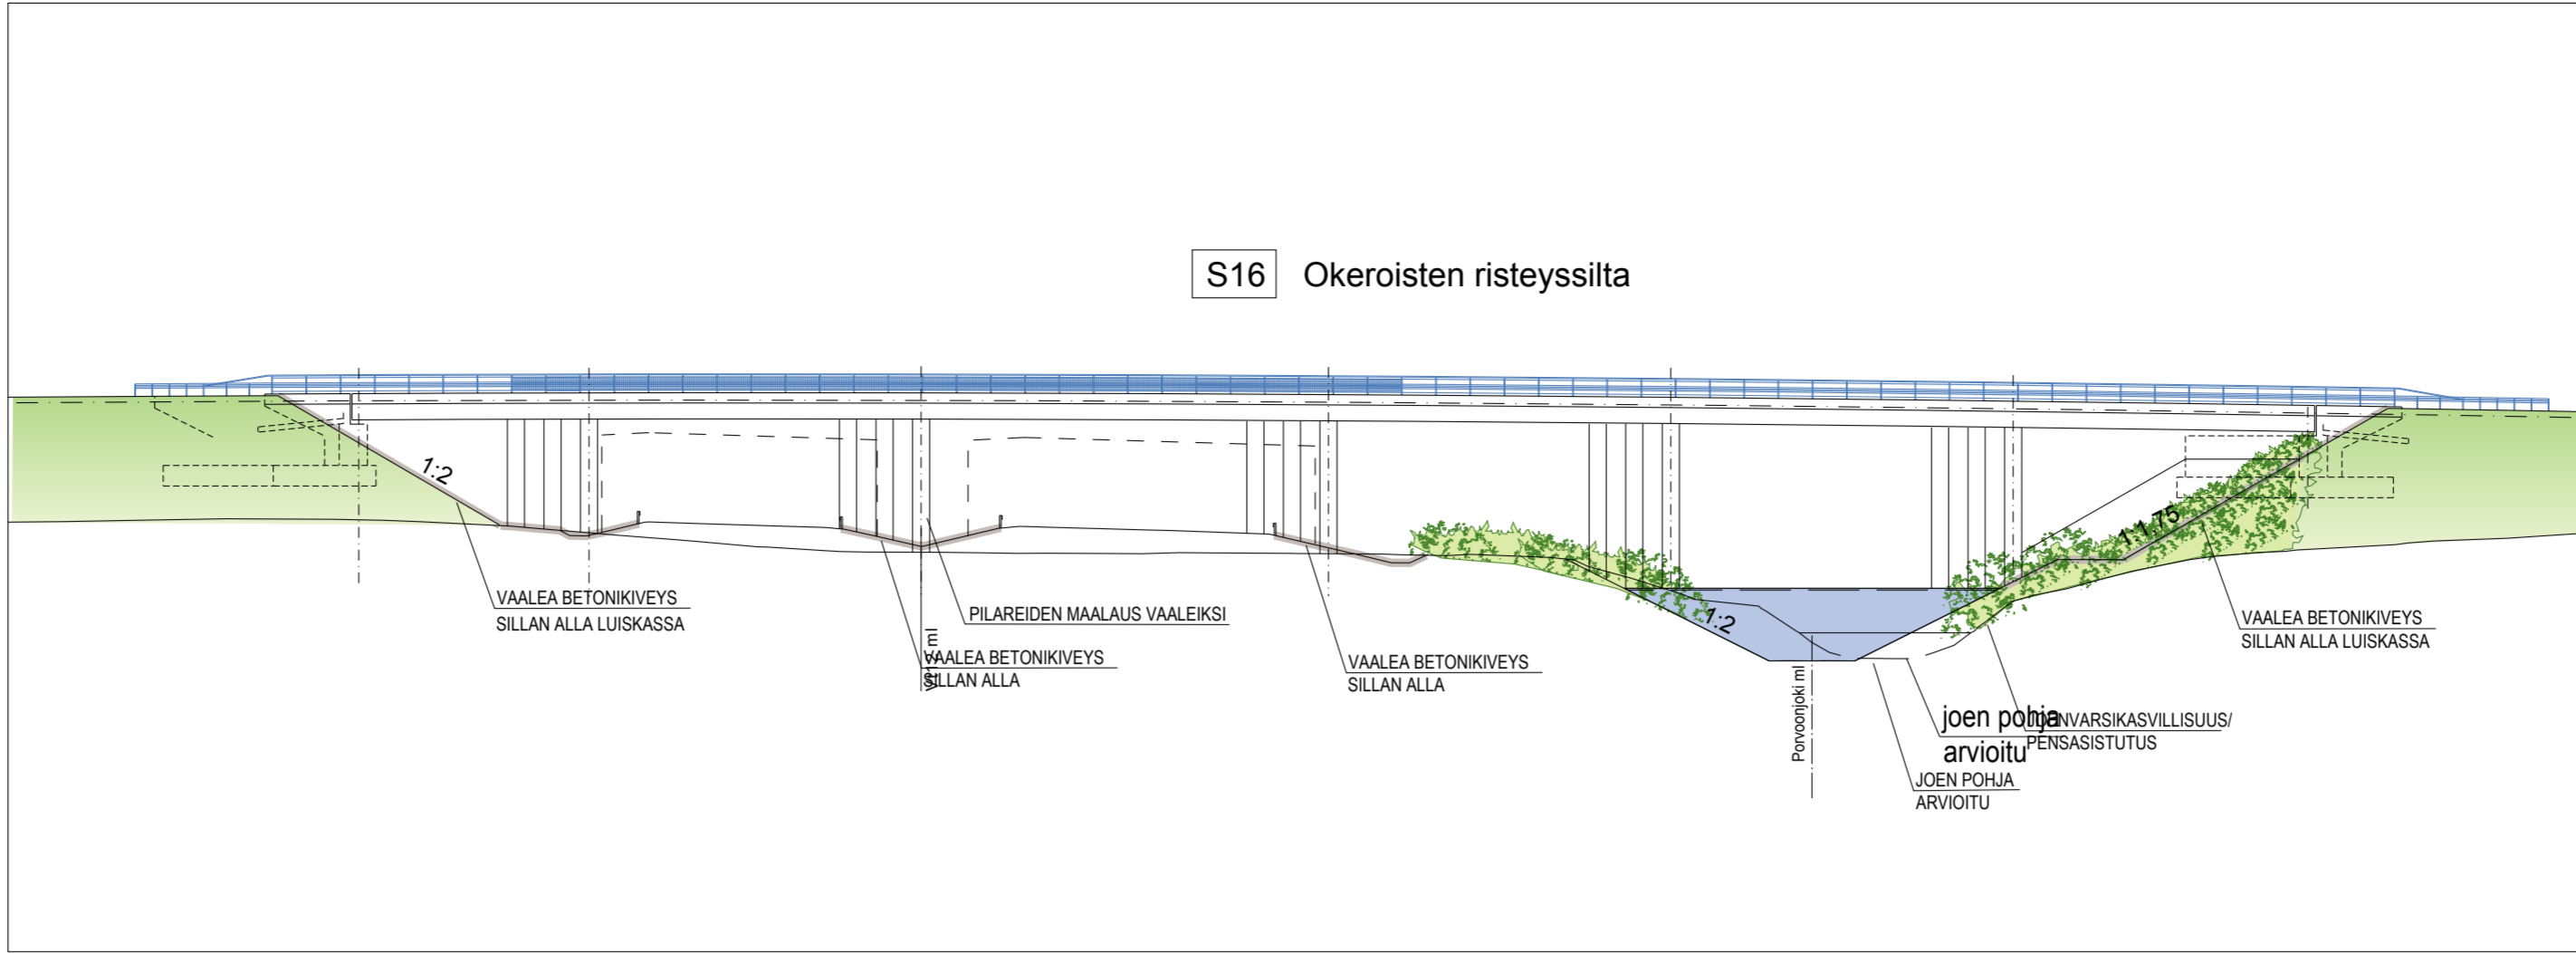 S16 Okeroisten risteyssilta
1:2
1:1.75
1:2
VAALEA BETONIKIVEYS
SILLAN ALLA LUISKASSA
PILAREIDEN MAALAUS VAALEIKSI
VAALEA BETONIKIVEYS
SILLAN ALLA
ml
VAALEA BETONIKIVEYS
SILLAN ALLA
VAALEA BETONIKIVEYS
SILLAN ALLA LUISKASSA
Porvoonjoki ml
joen pohja
arvioitu
JOENVARSIKASVILLISUUS/
PENSASISTUTUS
JOEN POHJA
ARVIOITU